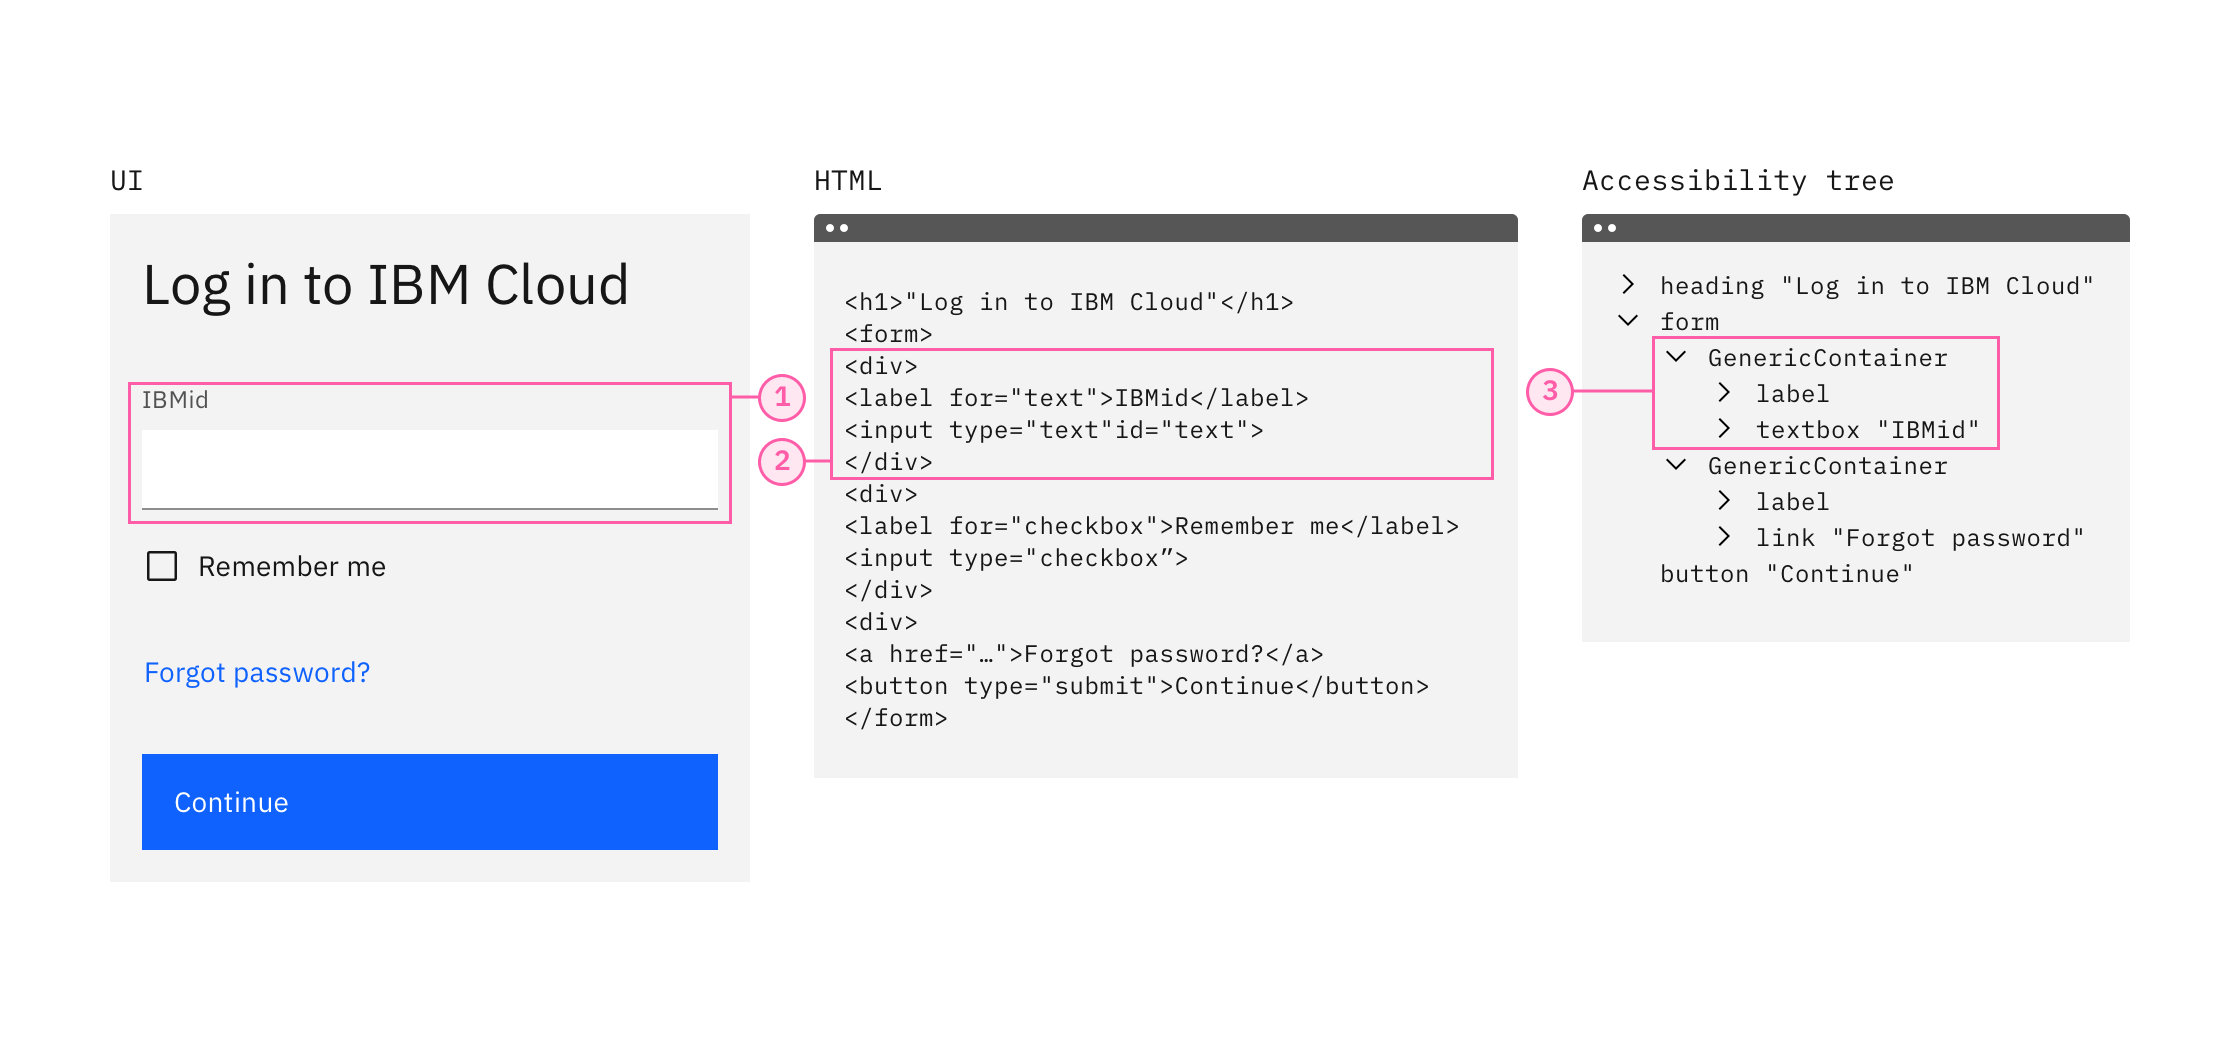 UI
Log in to IBM Cloud
IBMid
Remember me
Forgot password?
Continue
1
2
HTML
<h1>"Log in to IBM Cloud"</h1>
<form>
<div>
<label for="text">IBMid</label>
<input type="text"id="text">
</div>
<div>
<label for="checkbox">Remember me</label>
<input type="checkbox”>
</div>
<div>
<a href="…">Forgot password?</a>
<button type="submit">Continue</button>
</form>
3
Accessibility tree
heading "Log in to IBM Cloud"
form
GenericContainer
label
textbox "IBMid"
GenericContainer
label
link "Forgot password"
button "Continue"